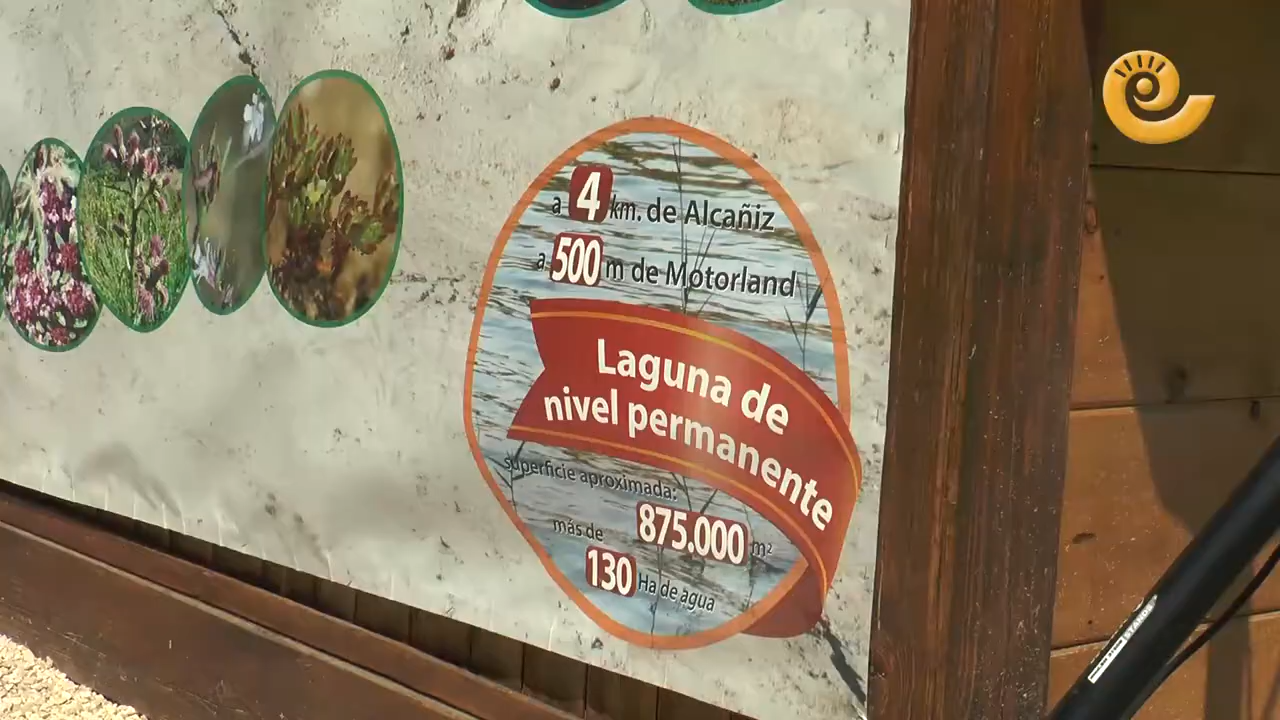 a 4 km. de Alcañiz
a 500 m de Motorland
Laguna de
nivel permanente
superficie aproximada:
875.000 m²
más de
130 Ha de agua
STANDS